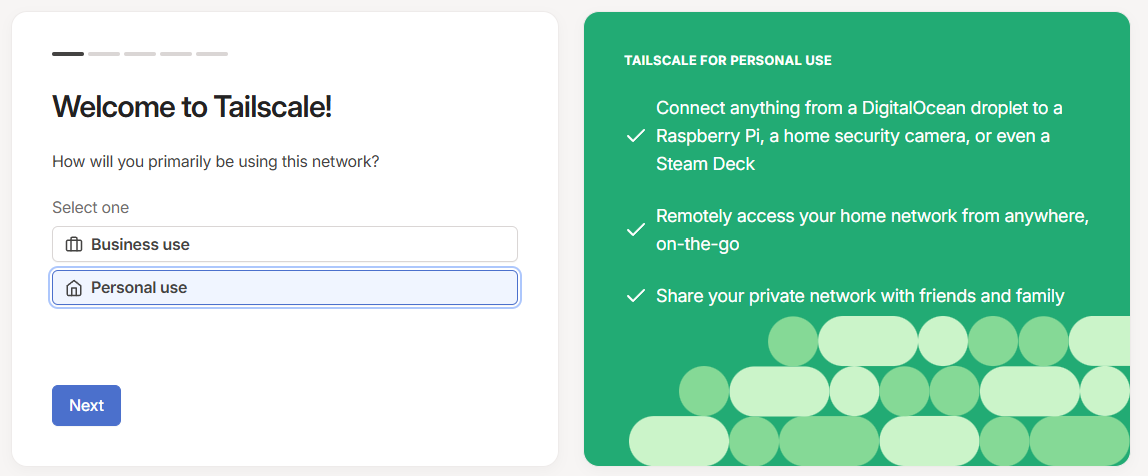 Welcome to Tailscale!
How will you primarily be using this network?
Select one
Business use
Personal use
Next
TAILSCALE FOR PERSONAL USE
Connect anything from a DigitalOcean droplet to a
Raspberry Pi, a home security camera, or even a
Steam Deck
Remotely access your home network from anywhere,
on-the-go
Share your private network with friends and family